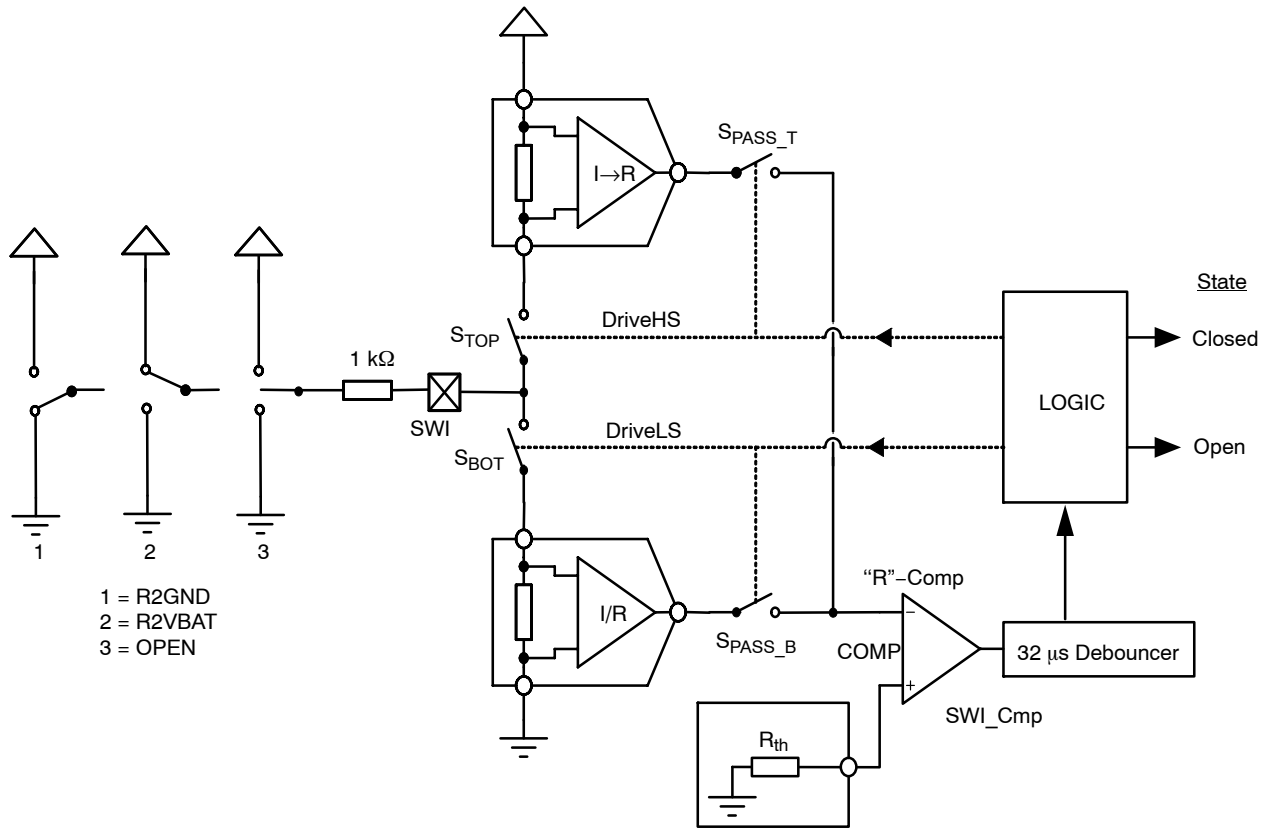 S_PASS_T
I→R
State
DriveHS
Closed
S_TOP
1 kΩ
LOGIC
SWI
DriveLS
Open
S_BOT
1
2
3
"R"−Comp
1 = R2GND
2 = R2VBAT
3 = OPEN
I/R
−
S_PASS_B
COMP
32 μs Debouncer
+
SWI_Cmp
R_th